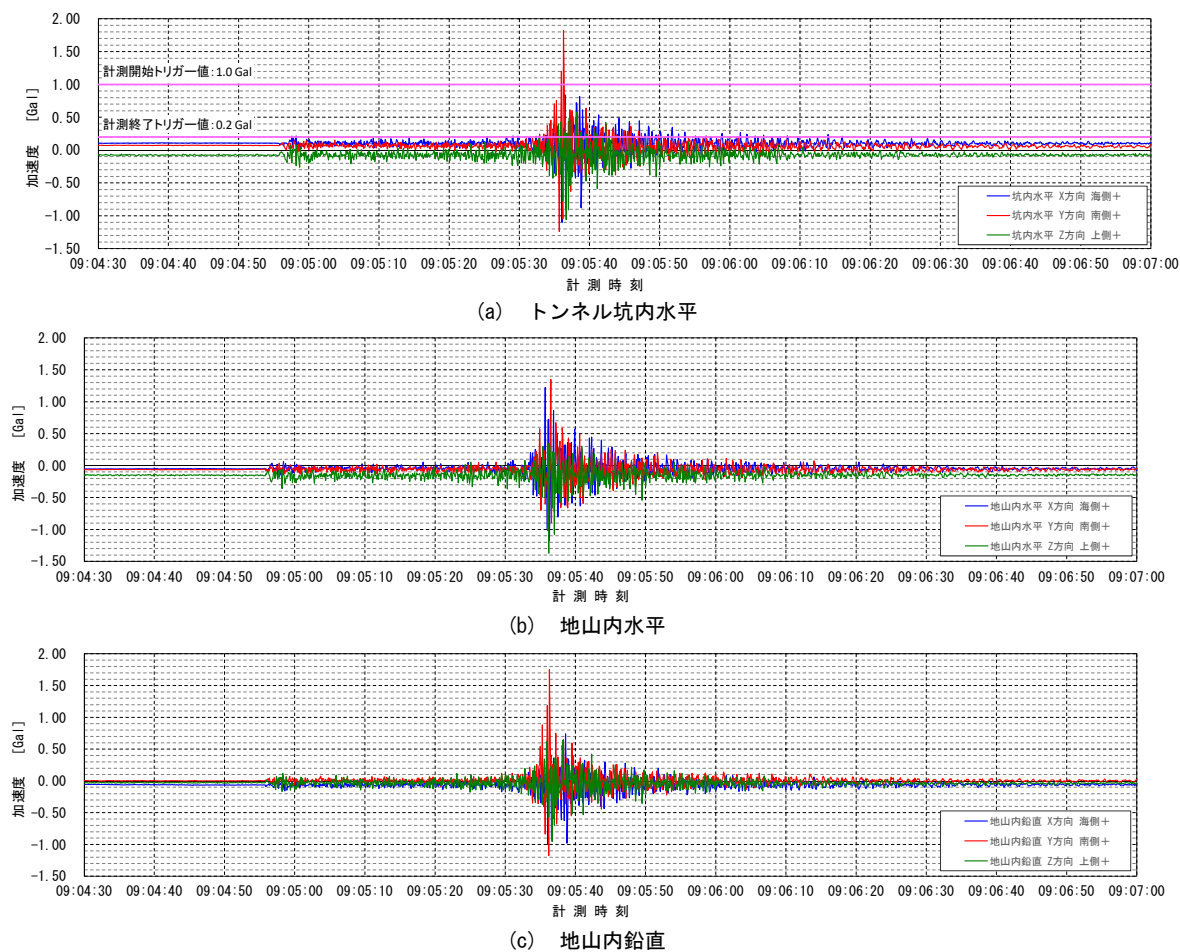 2.00
1.50
計測開始トリガー値：1.0 Gal
1.00
[Gal]
0.50
計測終了トリガー値：0.2 Gal
0.00
加速度
-0.50
坑内水平 X方向 海側＋
-1.00
坑内水平 Y方向 南側＋
坑内水平 Z方向 上側＋
-1.50
09:04:30 09:04:40 09:04:50 09:05:00 09:05:10 09:05:20 09:05:30 09:05:40 09:05:50 09:06:00 09:06:10 09:06:20 09:06:30 09:06:40 09:06:50 09:07:00
計 測 時 刻
(a) トンネル坑内水平
2.00
1.50
1.00
[Gal]
0.50
0.00
加速度
-0.50
地山内水平 X方向 海側＋
-1.00
地山内水平 Y方向 南側＋
地山内水平 Z方向 上側＋
-1.50
09:04:30 09:04:40 09:04:50 09:05:00 09:05:10 09:05:20 09:05:30 09:05:40 09:05:50 09:06:00 09:06:10 09:06:20 09:06:30 09:06:40 09:06:50 09:07:00
計 測 時 刻
(b) 地山内水平
2.00
1.50
1.00
[Gal]
0.50
0.00
加速度
-0.50
地山内鉛直 X方向 海側＋
-1.00
地山内鉛直 Y方向 南側＋
地山内鉛直 Z方向 上側＋
-1.50
09:04:30 09:04:40 09:04:50 09:05:00 09:05:10 09:05:20 09:05:30 09:05:40 09:05:50 09:06:00 09:06:10 09:06:20 09:06:30 09:06:40 09:06:50 09:07:00
計 測 時 刻
(c) 地山内鉛直